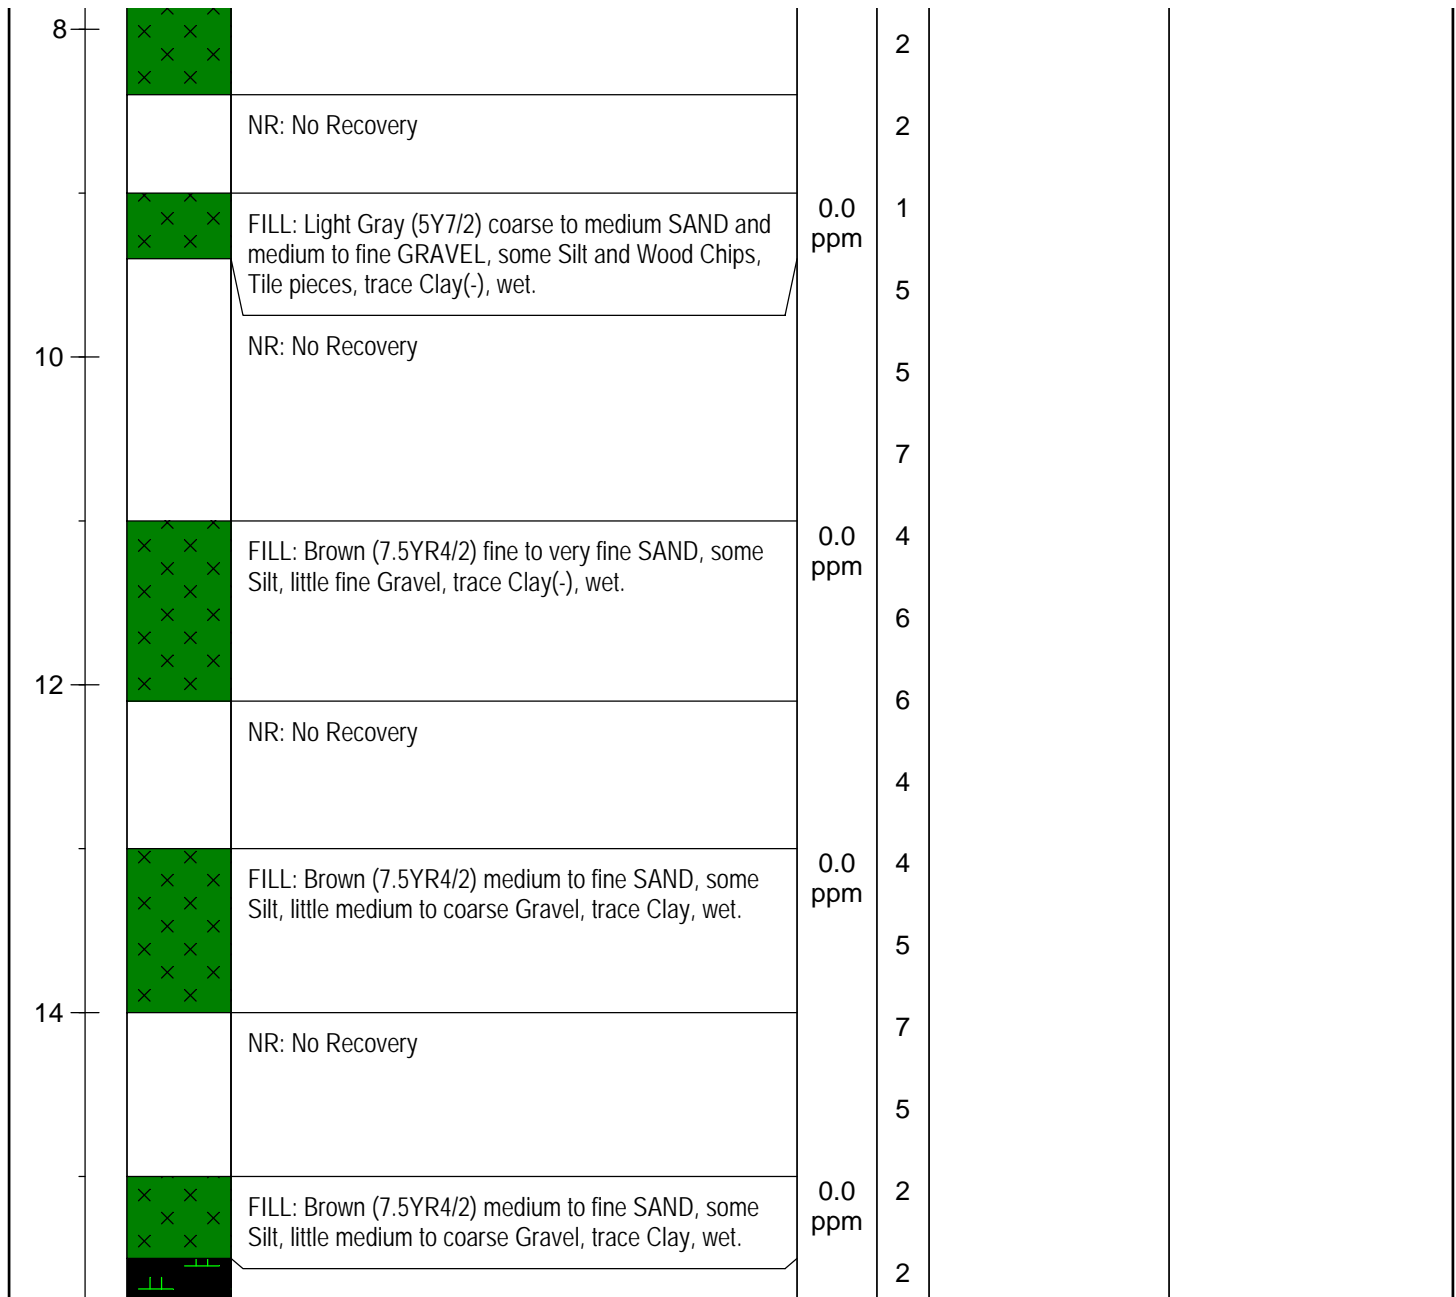 8
2
NR: No Recovery
2
FILL: Light Gray (5Y7/2) coarse to medium SAND and
medium to fine GRAVEL, some Silt and Wood Chips,
Tile pieces, trace Clay(-), wet.
0.0
ppm
1
5
10
NR: No Recovery
5
7
FILL: Brown (7.5YR4/2) fine to very fine SAND, some
Silt, little fine Gravel, trace Clay(-), wet.
0.0
ppm
4
6
12
6
NR: No Recovery
4
FILL: Brown (7.5YR4/2) medium to fine SAND, some
Silt, little medium to coarse Gravel, trace Clay, wet.
0.0
ppm
4
5
14
7
NR: No Recovery
5
FILL: Brown (7.5YR4/2) medium to fine SAND, some
Silt, little medium to coarse Gravel, trace Clay, wet.
0.0
ppm
2
2